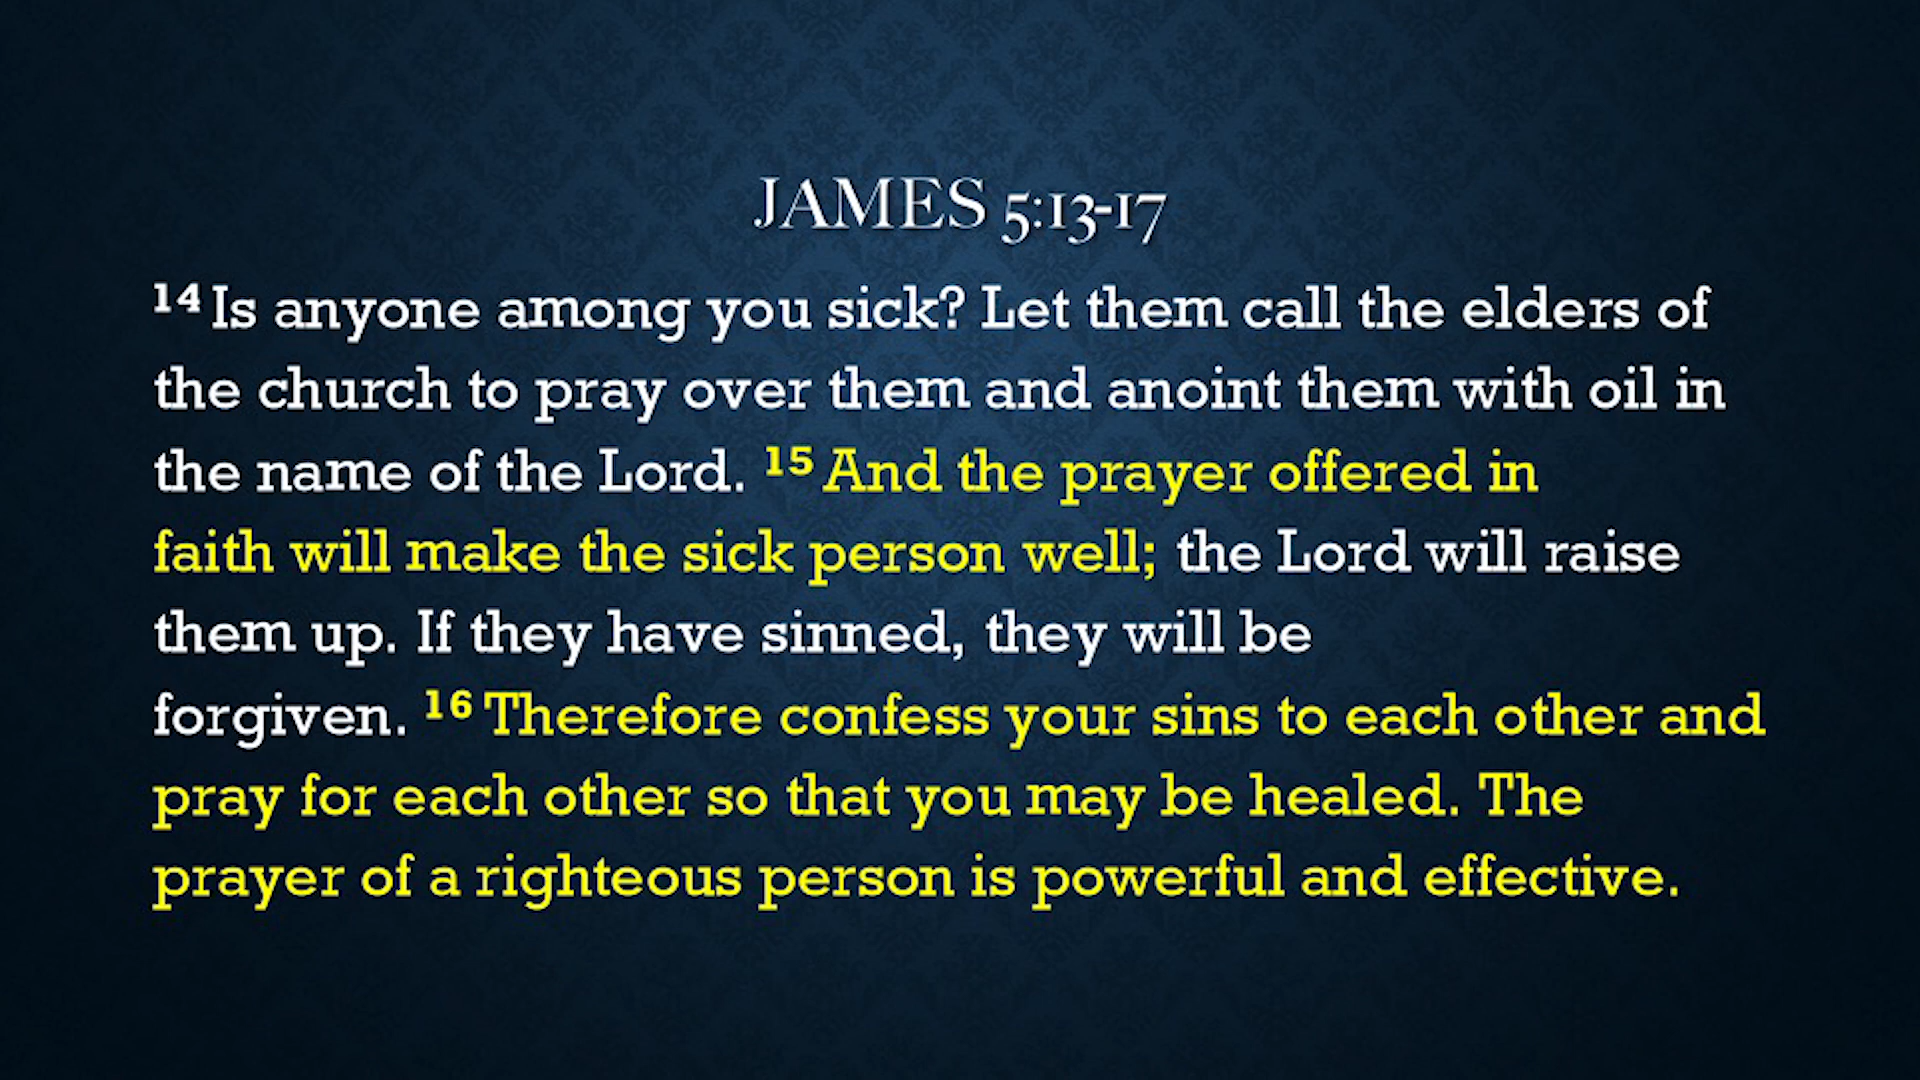 JAMES 5:13-17
14 Is anyone among you sick? Let them call the elders of
the church to pray over them and anoint them with oil in
the name of the Lord. 15 And the prayer offered in
faith will make the sick person well; the Lord will raise
them up. If they have sinned, they will be
forgiven. 16 Therefore confess your sins to each other and
pray for each other so that you may be healed. The
prayer of a righteous person is powerful and effective.